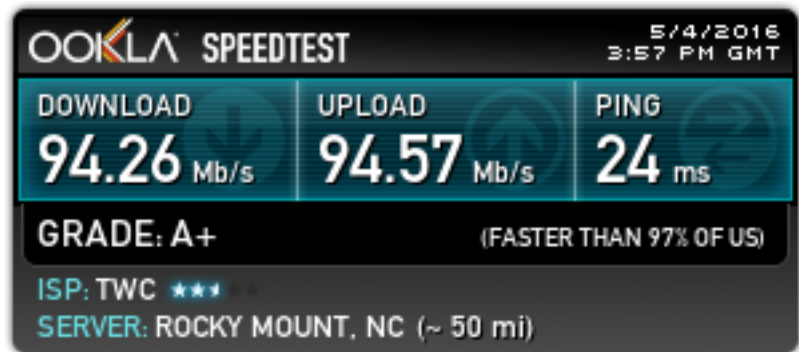 OOKLA SPEEDTEST
5/4/2016
3:57 PM GMT
DOWNLOAD
94.26 Mb/s
UPLOAD
94.57 Mb/s
PING
24 ms
GRADE: A+
(FASTER THAN 97% OF US)
ISP: TWC
SERVER: ROCKY MOUNT, NC (~ 50 mi)